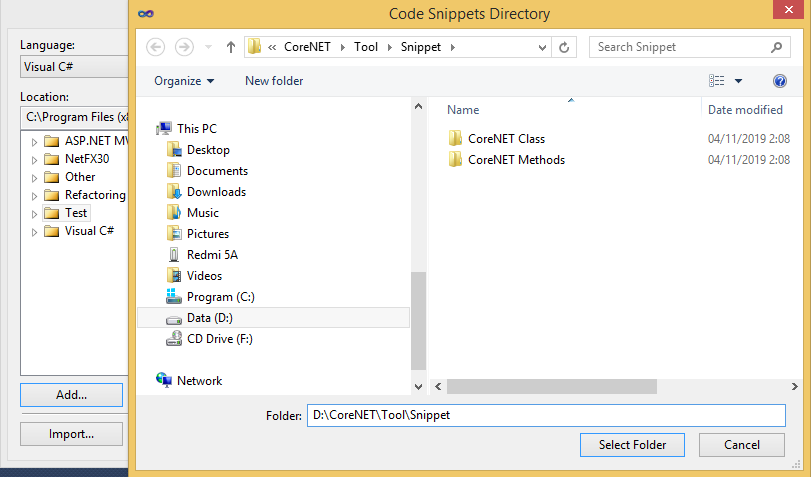 Code Snippets Directory
Language:
Visual C#
Location:
C:\Program Files (x8
ASP.NET MV
NetFX30
Other
Refactoring
Test
Visual C#
Add...
Import...
« CoreNET Tool Snippet
Search Snippet
Organize
New folder
This PC
Desktop
Documents
Downloads
Music
Pictures
Redmi 5A
Videos
Program (C:)
Data (D:)
CD Drive (F:)
Network
Name Date modified
CoreNET Class 04/11/2019 2:08
CoreNET Methods 04/11/2019 2:08
Folder: D:\CoreNET\Tool\Snippet
Select Folder
Cancel